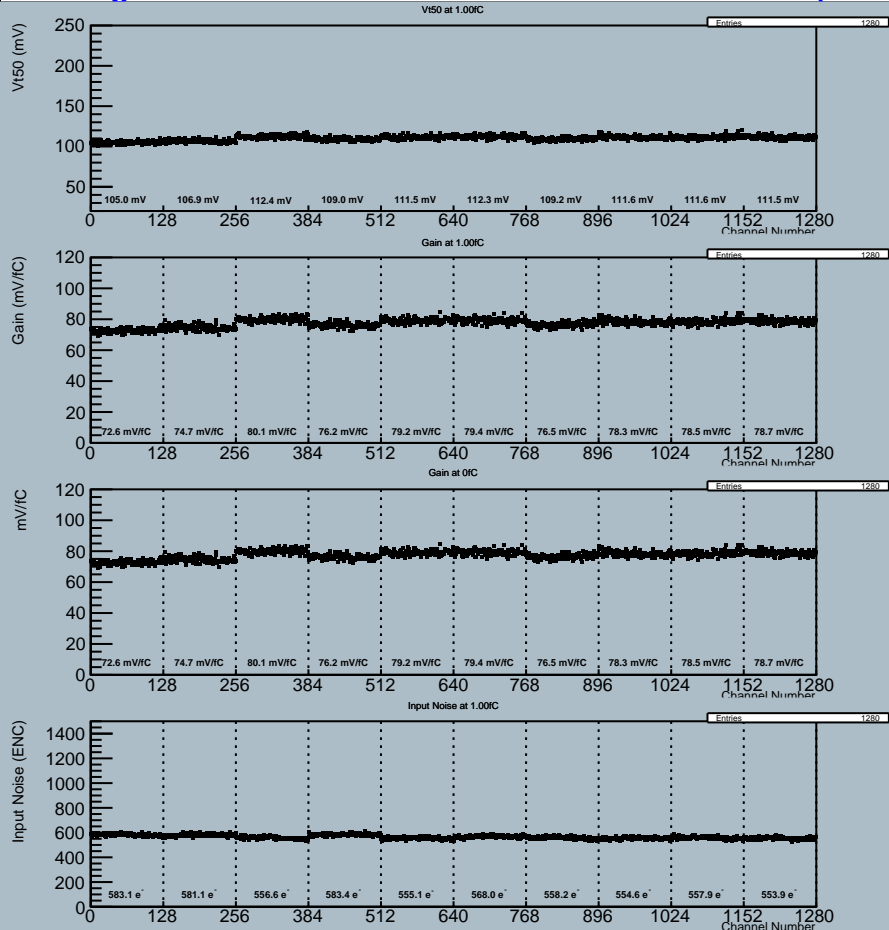 Vt50 at 1.00fC
Entries 1280
Vt50 (mV)
250
200
150
100
50
105.0 mV 106.9 mV 112.4 mV 109.0 mV 111.5 mV 112.3 mV 109.2 mV 111.6 mV 111.6 mV 111.5 mV
0 128 256 384 512 640 768 896 1024 1152 1280
Channel Number
Gain at 1.00fC
Entries 1280
Gain (mV/fC)
120
100
80
60
40
20
0
72.6 mV/fC 74.7 mV/fC 80.1 mV/fC 76.2 mV/fC 79.2 mV/fC 79.4 mV/fC 76.5 mV/fC 78.3 mV/fC 78.5 mV/fC 78.7 mV/fC
0 128 256 384 512 640 768 896 1024 1152 1280
Channel Number
Gain at 0fC
Entries 1280
mV/fC
120
100
80
60
40
20
0
72.6 mV/fC 74.7 mV/fC 80.1 mV/fC 76.2 mV/fC 79.2 mV/fC 79.4 mV/fC 76.5 mV/fC 78.3 mV/fC 78.5 mV/fC 78.7 mV/fC
0 128 256 384 512 640 768 896 1024 1152 1280
Channel Number
Input Noise at 1.00fC
Entries 1280
Input Noise (ENC)
1400
1200
1000
800
600
400
200
0
583.1 e⁻ 581.1 e⁻ 556.6 e⁻ 583.4 e⁻ 555.1 e⁻ 568.0 e⁻ 558.2 e⁻ 554.6 e⁻ 557.9 e⁻ 553.9 e⁻
0 128 256 384 512 640 768 896 1024 1152 1280
Channel Number